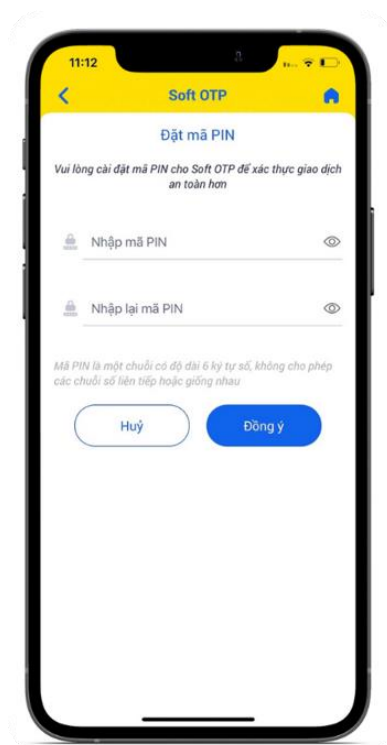 11:12
Soft OTP
Đặt mã PIN
Vui lòng cài đặt mã PIN cho Soft OTP để xác thực giao dịch
an toàn hơn
Nhập mã PIN
Nhập lại mã PIN
Mã PIN là một chuỗi có độ dài 6 ký tự số, không cho phép
các chuỗi số liên tiếp hoặc giống nhau
Huỷ
Đồng ý